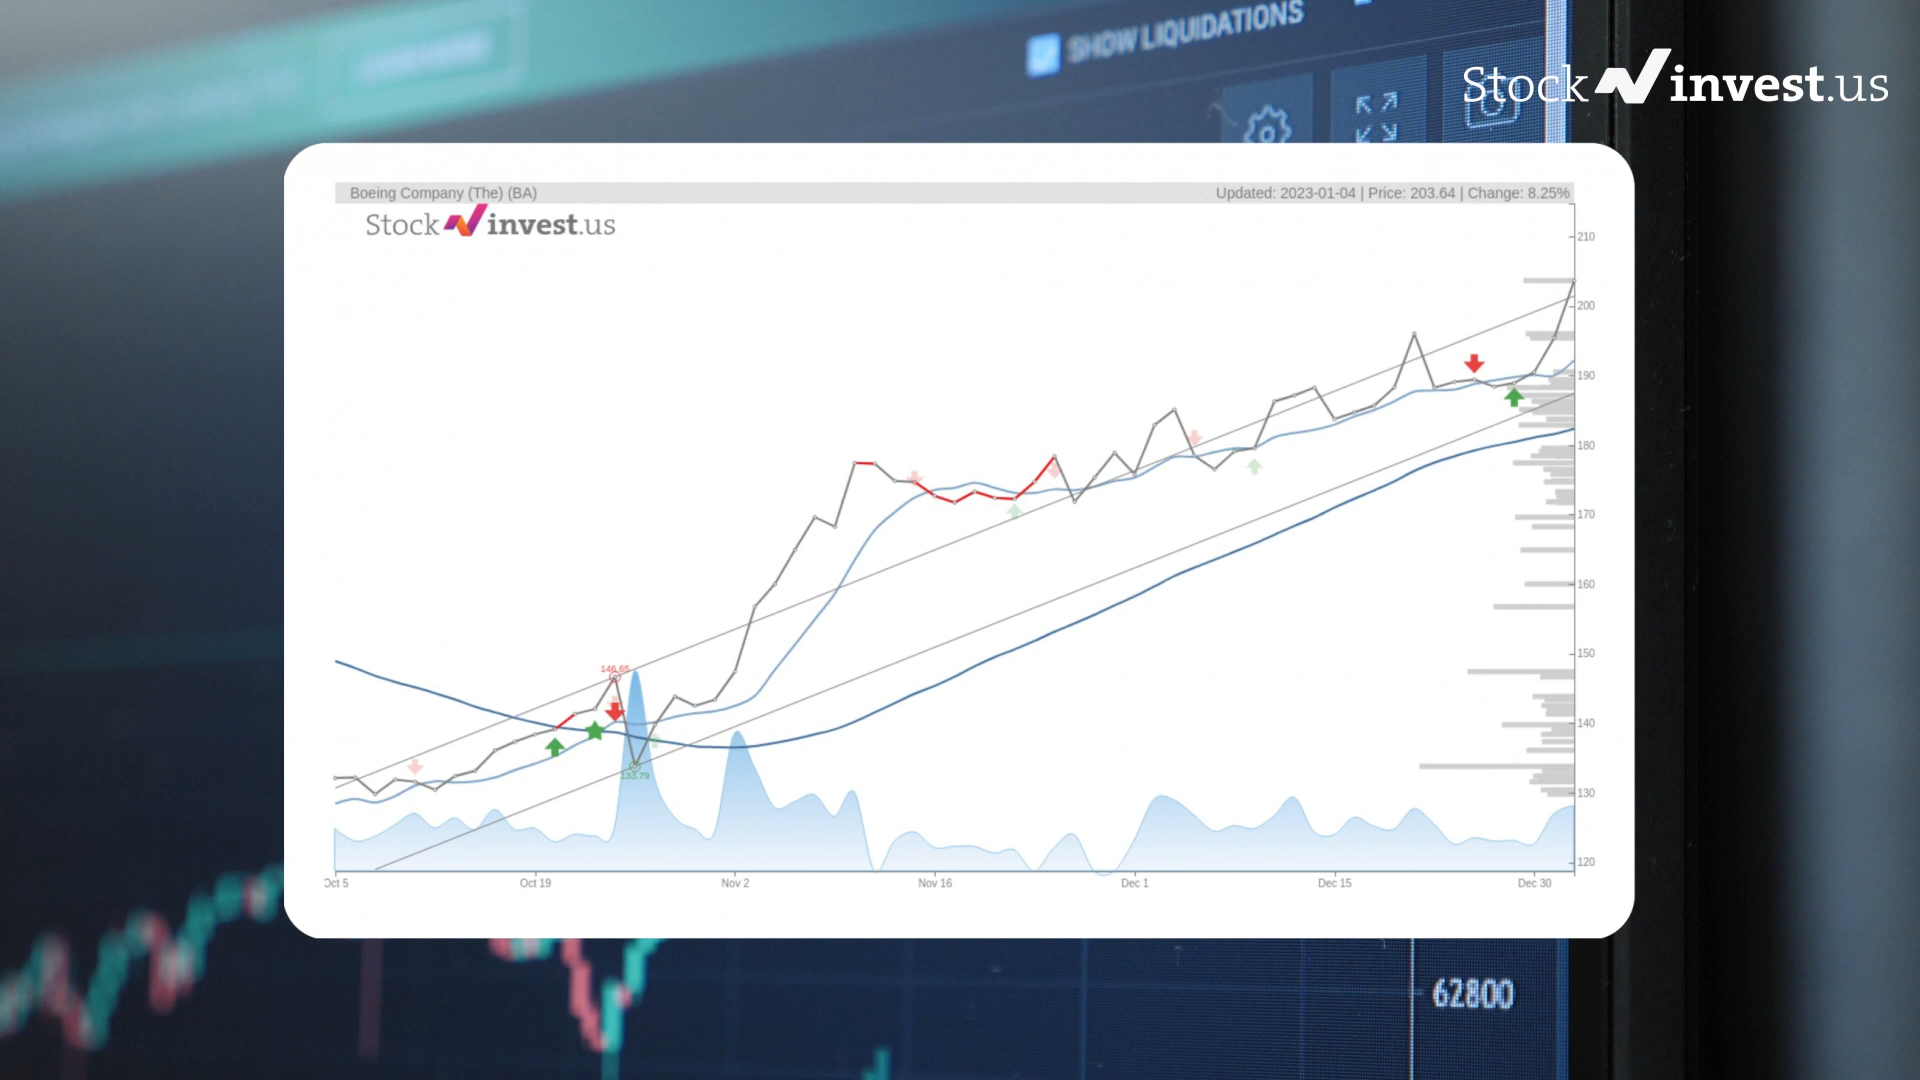 SHOW LIQUIDATIONS
Stock invest.us
Boeing Company (The) (BA)
Updated: 2023-01-04 | Price: 203.64 | Change: 8.25%
Stock invest.us
210
200
190
180
170
160
150
146.65
140
133.79
130
120
Oct 5
Oct 19
Nov 2
Nov 16
Dec 1
Dec 15
Dec 30
62800